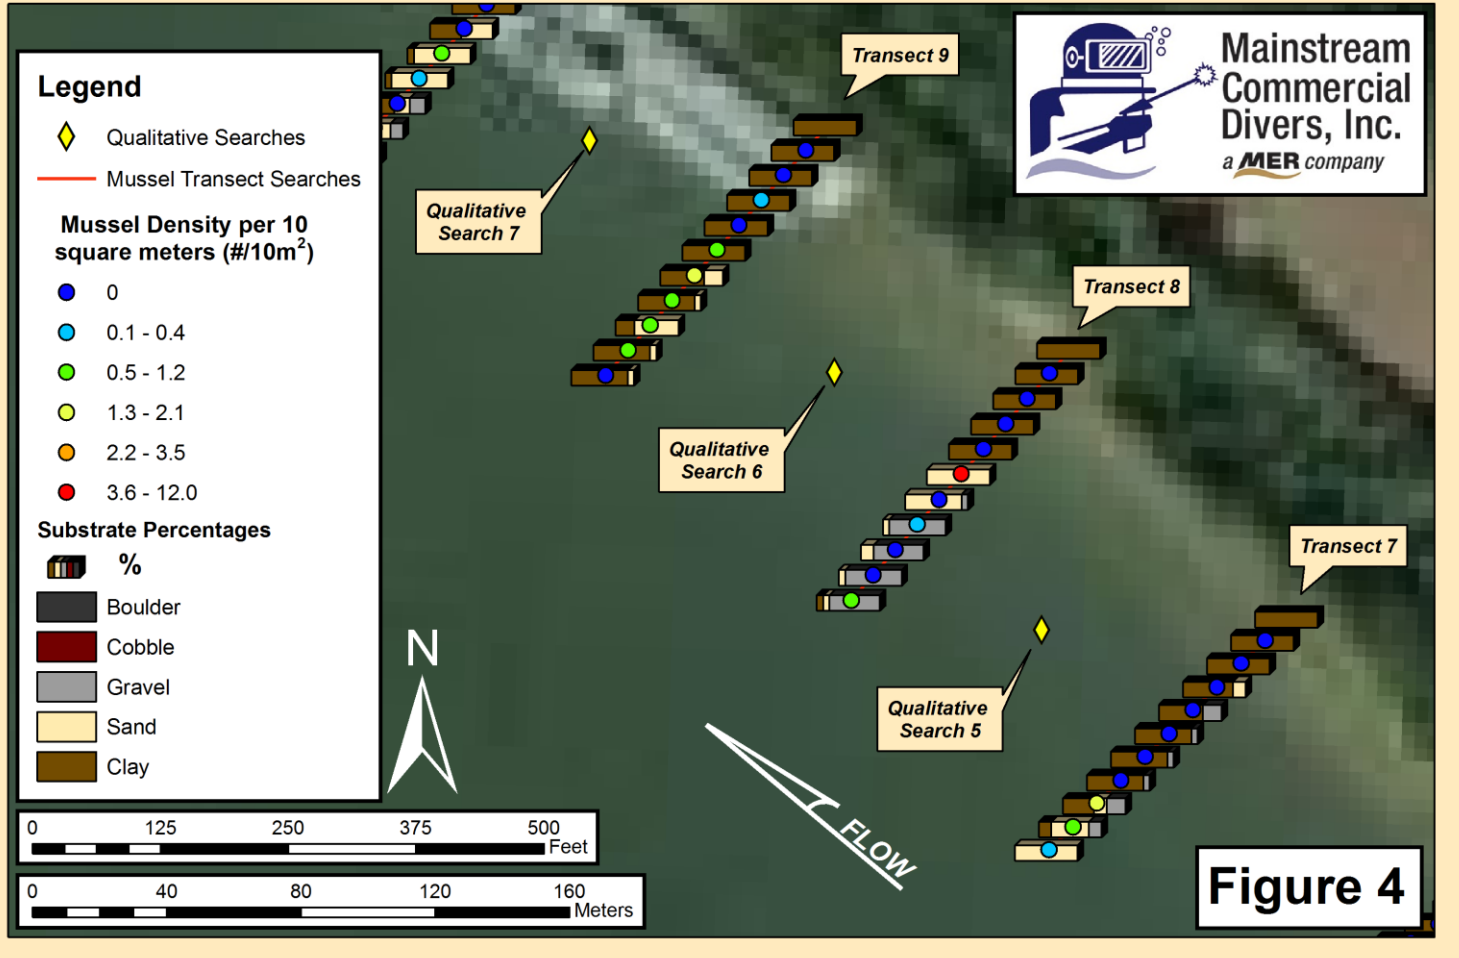 Legend
Qualitative Searches
Mussel Transect Searches
Mussel Density per 10
square meters (#/10m²)
0
0.1 - 0.4
0.5 - 1.2
1.3 - 2.1
2.2 - 3.5
3.6 - 12.0
Substrate Percentages
%
Boulder
Cobble
Gravel
Sand
Clay
Transect 9
Qualitative
Search 7
Mainstream
Commercial
Divers, Inc.
a MER company
Transect 8
Qualitative
Search 6
Transect 7
Qualitative
Search 5
N
FLOW
0 125 250 375 500
Feet
0 40 80 120 160
Meters
Figure 4